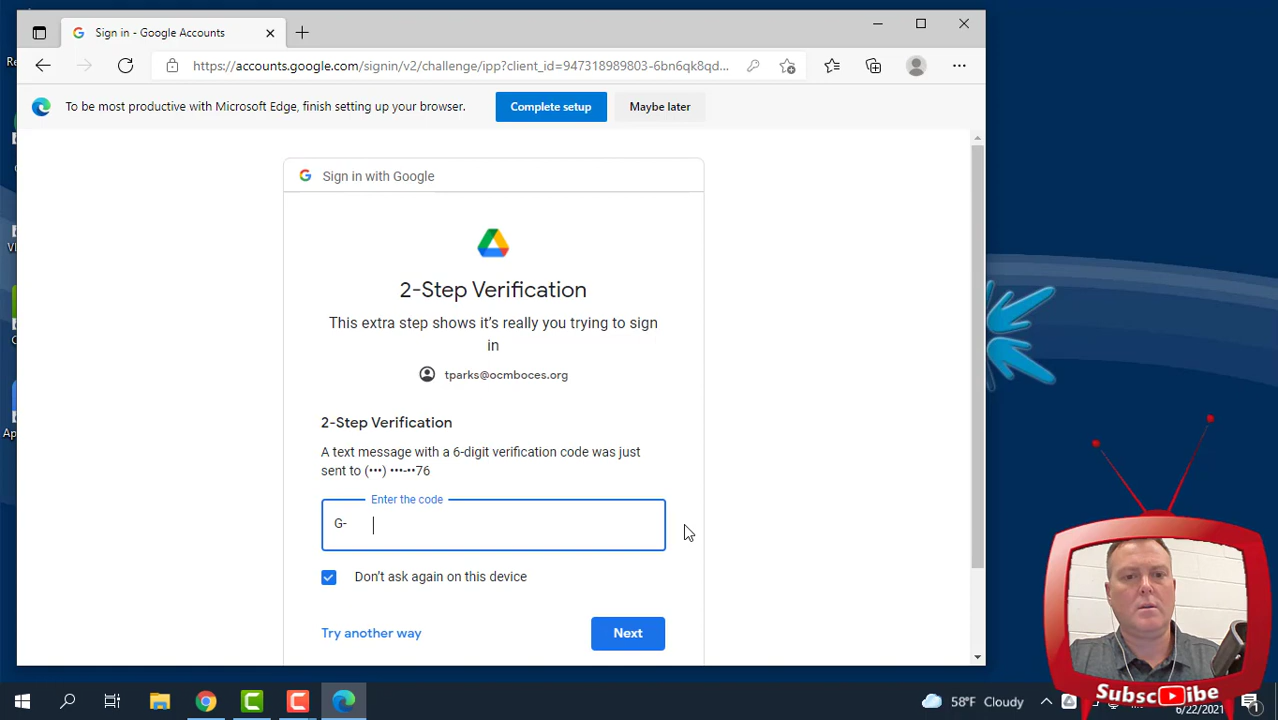 Sign in - Google Accounts
https://accounts.google.com/signin/v2/challenge/ipp?client_id=947318989803-6bn6qk8qd...
To be most productive with Microsoft Edge, finish setting up your browser.
Complete setup
Maybe later
Sign in with Google
2-Step Verification
This extra step shows it's really you trying to sign
in
tparks@ocmboces.org
2-Step Verification
A text message with a 6-digit verification code was just
sent to (•••) •••-••76
Enter the code
G-
Don't ask again on this device
Try another way
Next
58°F Cloudy
6/22/2021
1
Subscribe